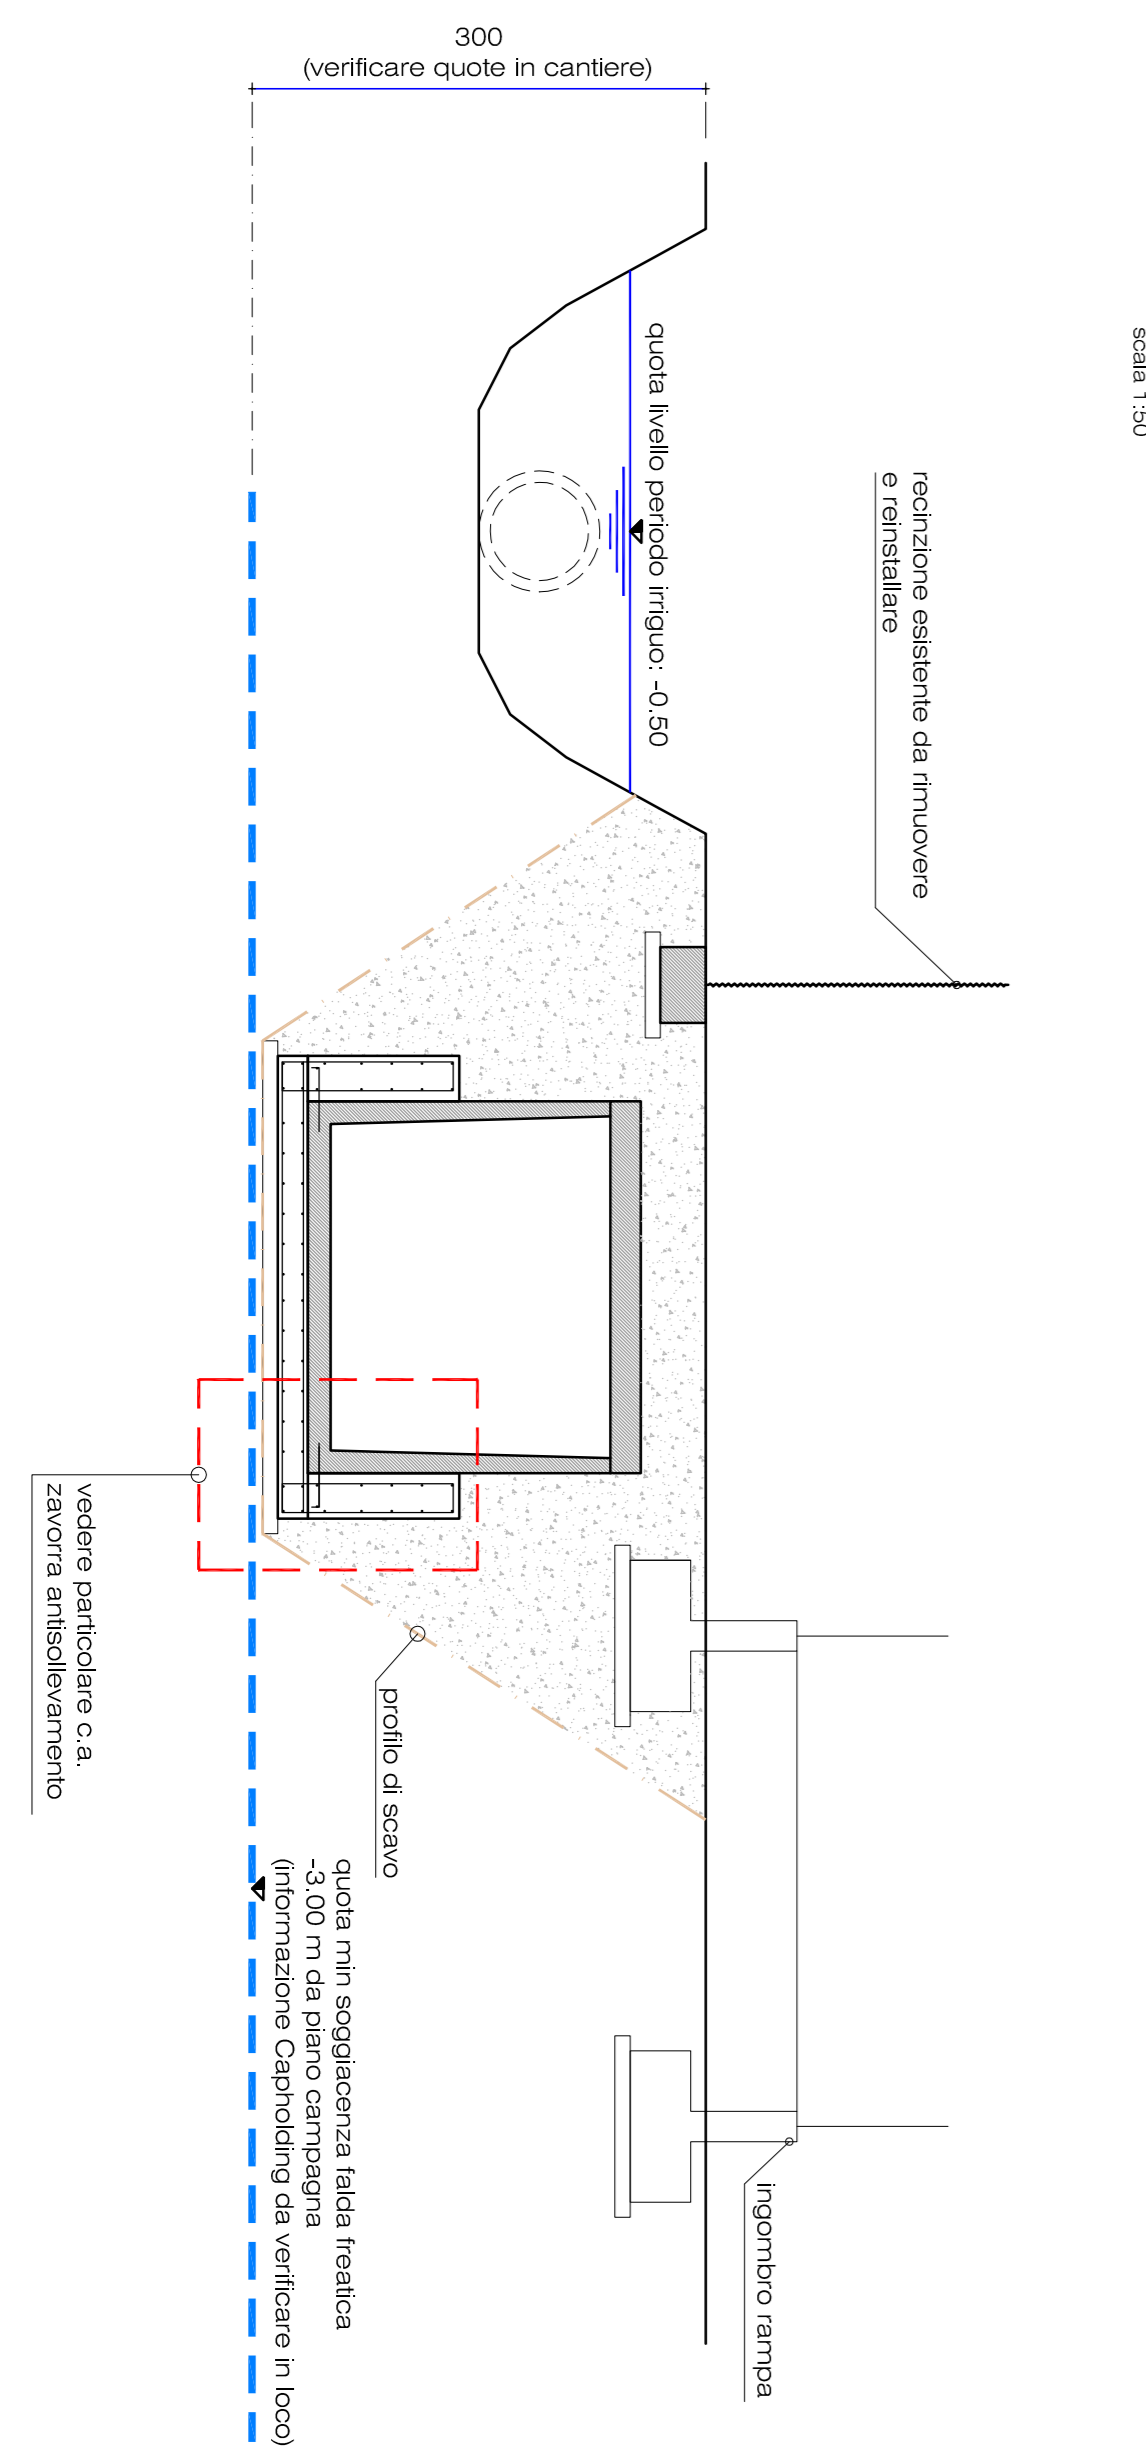 300
(verificare quote in cantiere)
scala 1:50
recinzione esistente da rimuovere
e reinstallare
quota livello periodo irriguo: -0.50
vedere particolare c.a.
zavorra antisollevamento
profilo di scavo
quota min soggiacenza falda freatica
-3.00 m da piano campagna
(informazione Capholding da verificare in loco)
ingombro rampa